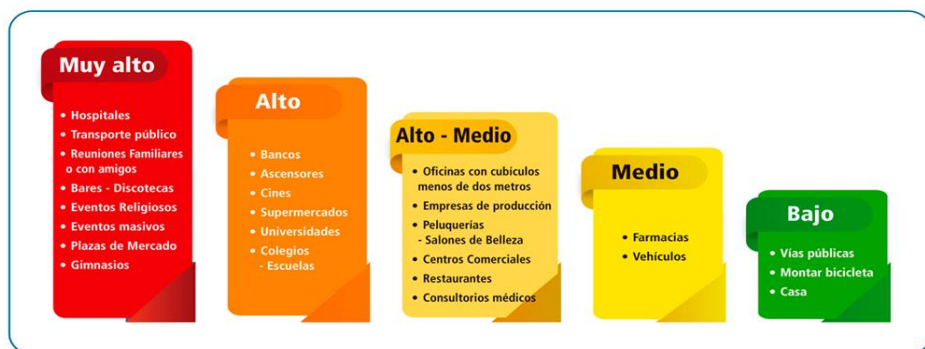 Muy alto
• Hospitales
• Transporte público
• Reuniones Familiares
o con amigos
• Bares - Discotecas
• Eventos Religiosos
• Eventos masivos
• Plazas de Mercado
• Gimnasios
Alto
• Bancos
• Ascensores
• Cines
• Supermercados
• Universidades
• Colegios
- Escuelas
Alto - Medio
• Oficinas con cubículos
menos de dos metros
• Empresas de producción
• Peluquerías
- Salones de Belleza
• Centros Comerciales
• Restaurantes
• Consultorios médicos
Medio
• Farmacias
• Vehículos
Bajo
• Vías públicas
• Montar bicicleta
• Casa